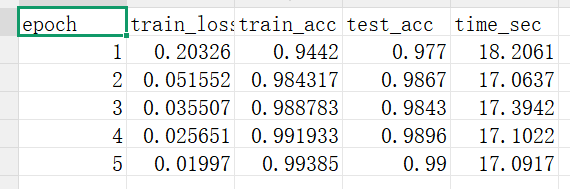 epoch train_loss train_acc test_acc time_sec
1 0.20326 0.9442 0.977 18.2061
2 0.051552 0.984317 0.9867 17.0637
3 0.035507 0.988783 0.9843 17.3942
4 0.025651 0.991933 0.9896 17.1022
5 0.01997 0.99385 0.99 17.0917